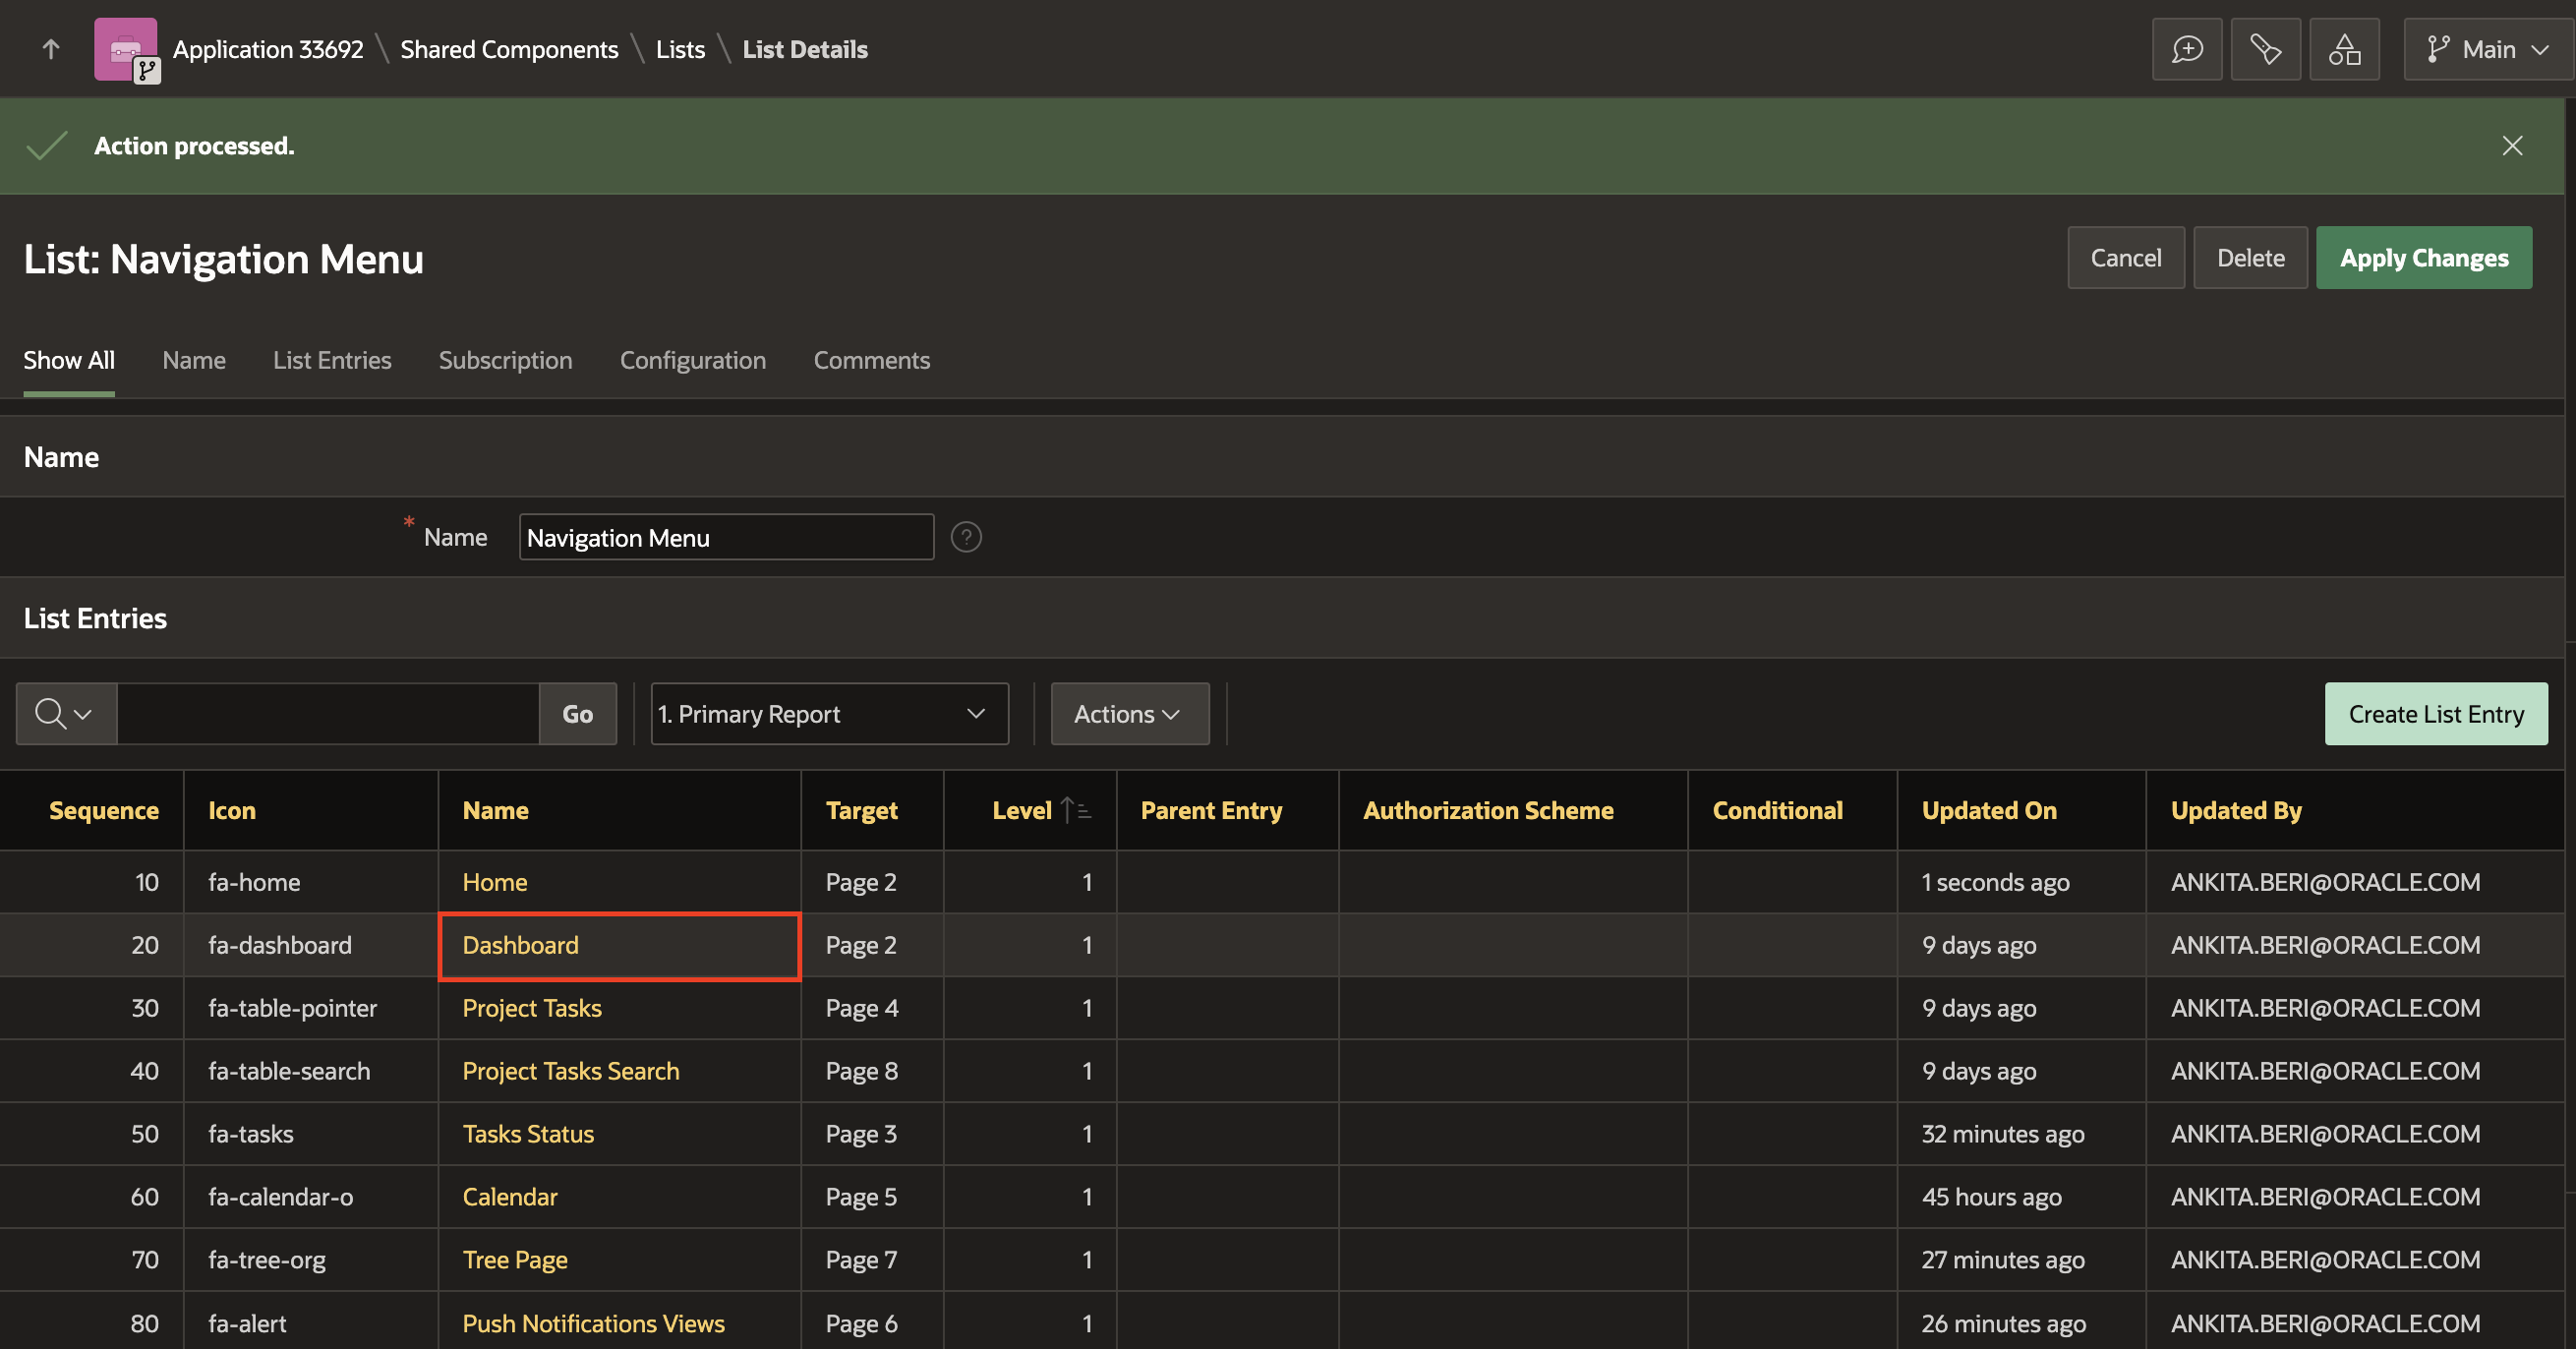 Application 33692 \ Shared Components \ Lists \ List Details
Main
Action processed.
List: Navigation Menu
Cancel Delete Apply Changes
Show All Name List Entries Subscription Configuration Comments
Name
* Name Navigation Menu ?
List Entries
Go 1. Primary Report Actions Create List Entry
Sequence Icon Name Target Level Parent Entry Authorization Scheme Conditional Updated On Updated By
10 fa-home Home Page 2 1 1 seconds ago ANKITA.BERI@ORACLE.COM
20 fa-dashboard Dashboard Page 2 1 9 days ago ANKITA.BERI@ORACLE.COM
30 fa-table-pointer Project Tasks Page 4 1 9 days ago ANKITA.BERI@ORACLE.COM
40 fa-table-search Project Tasks Search Page 8 1 9 days ago ANKITA.BERI@ORACLE.COM
50 fa-tasks Tasks Status Page 3 1 32 minutes ago ANKITA.BERI@ORACLE.COM
60 fa-calendar-o Calendar Page 5 1 45 hours ago ANKITA.BERI@ORACLE.COM
70 fa-tree-org Tree Page Page 7 1 27 minutes ago ANKITA.BERI@ORACLE.COM
80 fa-alert Push Notifications Views Page 6 1 26 minutes ago ANKITA.BERI@ORACLE.COM